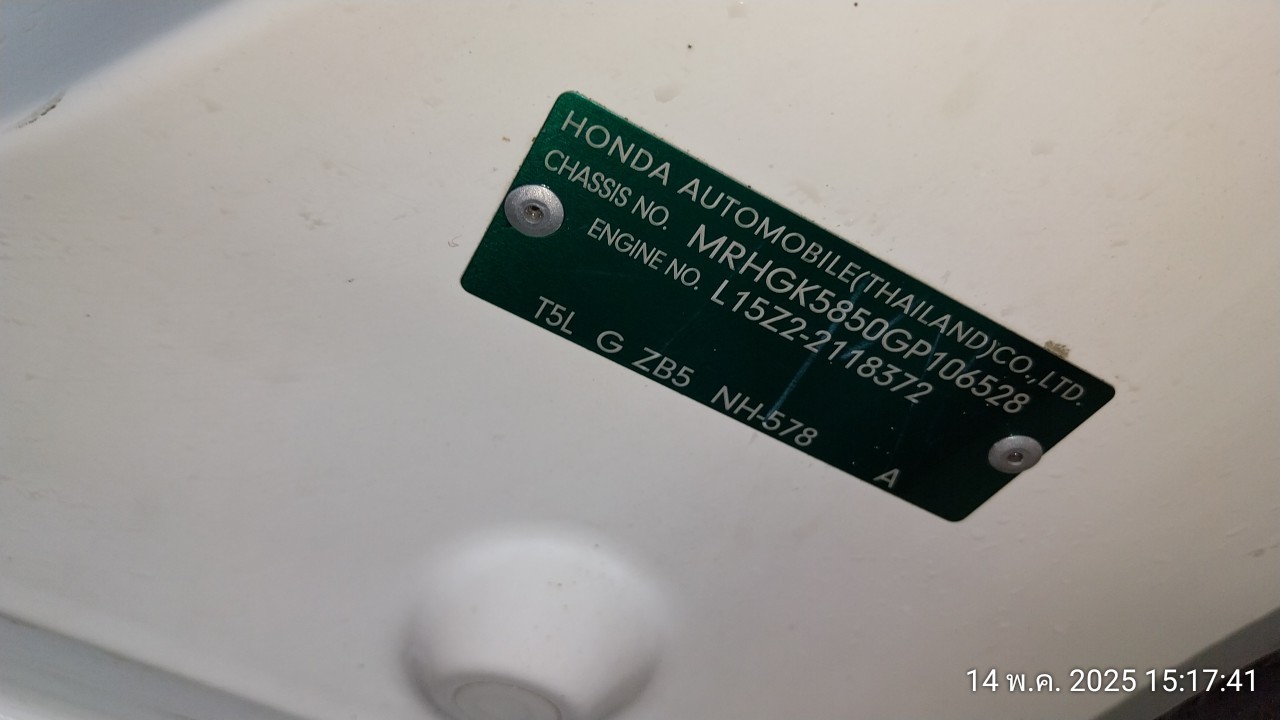 HONDA AUTOMOBILE(THAILAND)CO.,LTD.
CHASSIS NO. MRHGK5850GP106528
ENGINE NO. L15Z2-2118372
T5L G ZB5 NH-578 A
14 พ.ค. 2025 15:17:41